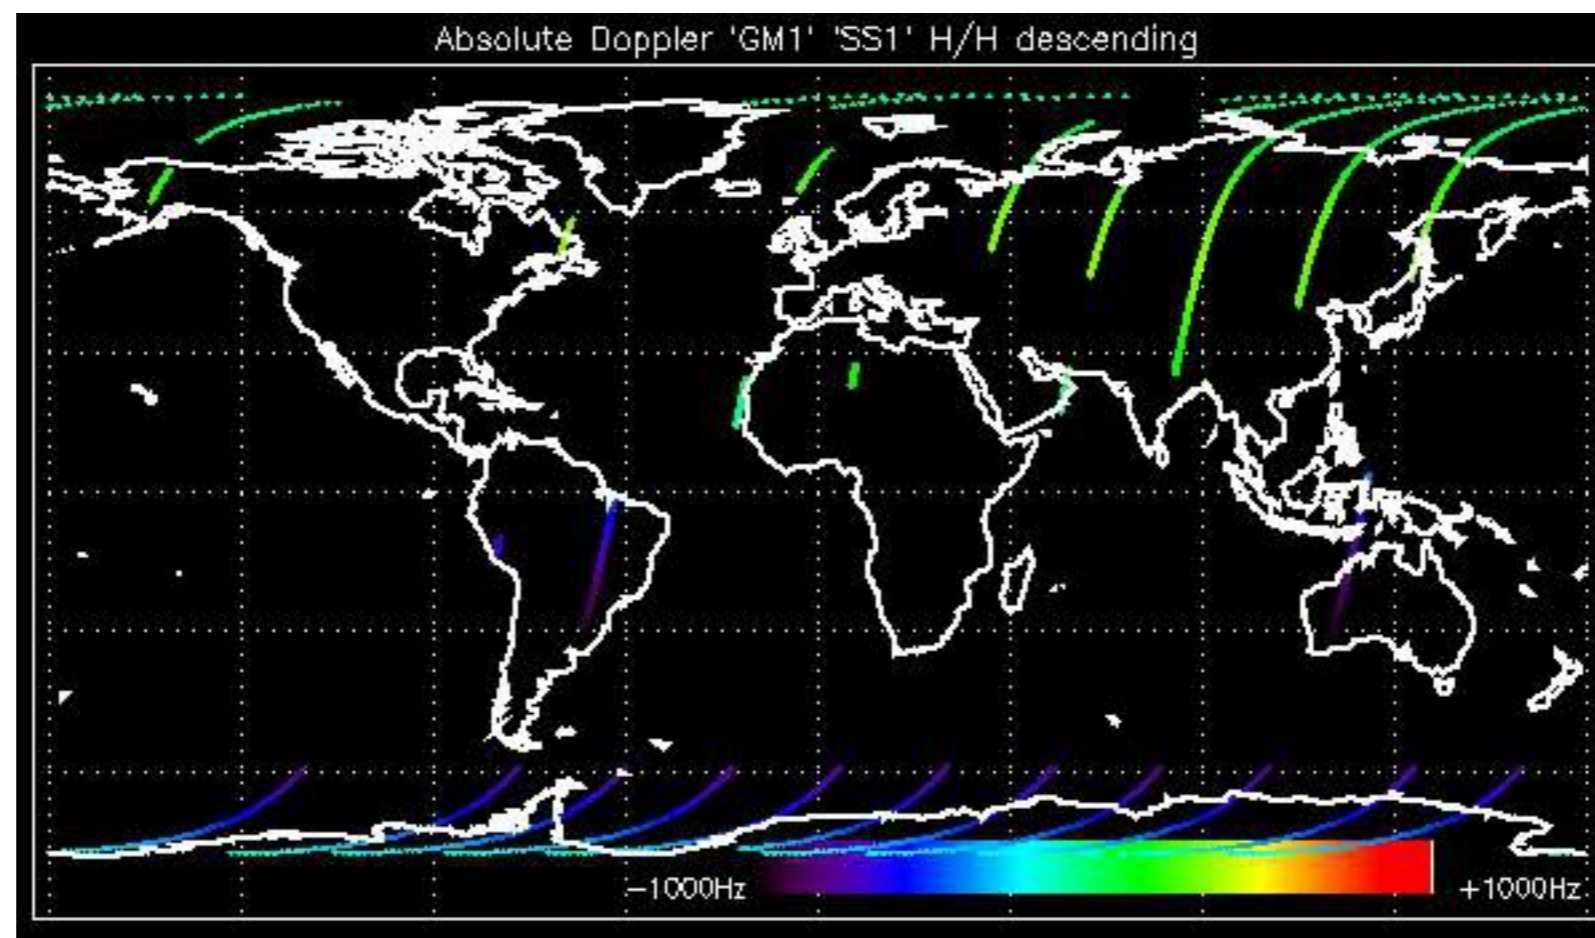 Absolute Doppler 'GM1' 'SS1' H/H descending
-1000Hz +1000Hz